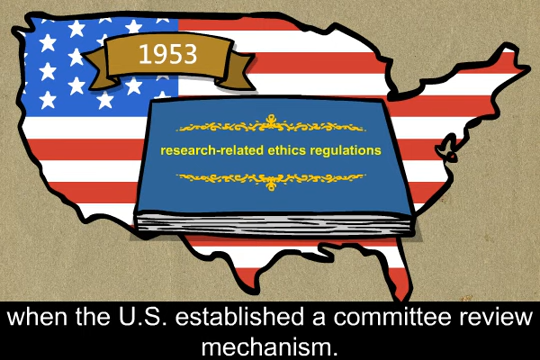 1953
research-related ethics regulations
when the U.S. established a committee review
mechanism.